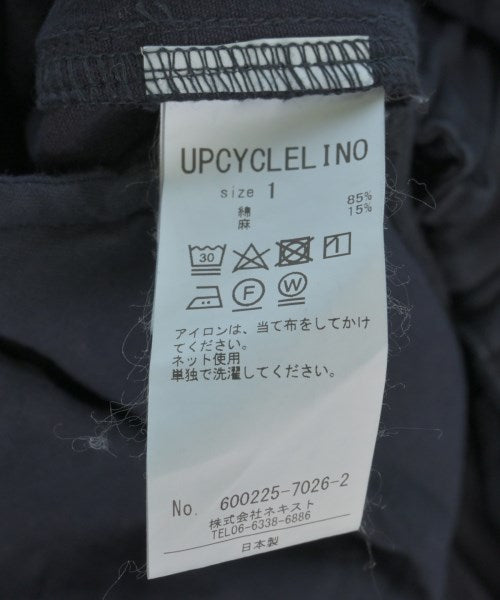 UPCYCLELINO
size 1
綿 85%
麻 15%
30
P W
アイロンは、当て布をしてかけ
てください。
ネット使用
単独で洗濯してください。
No. 600225-7026-2
株式会社ネキスト
TEL06-6338-6886
日本製